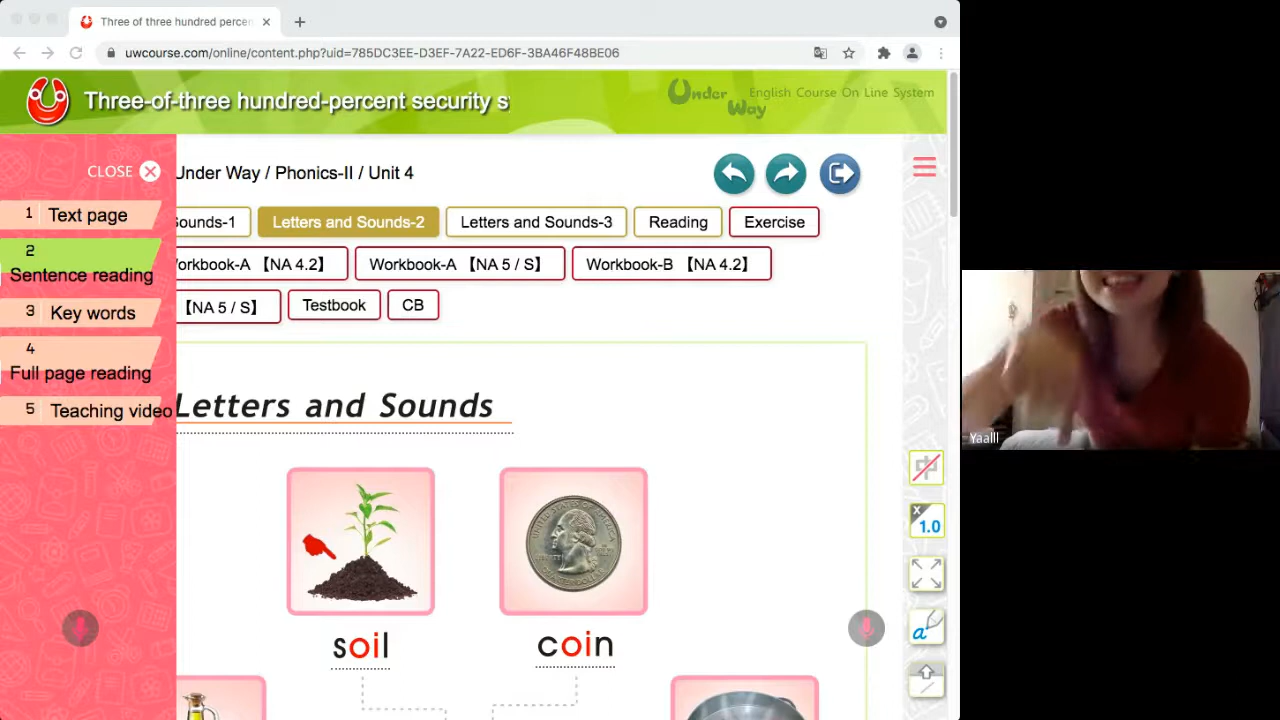 Three of three hundred percen
uwcourse.com/online/content.php?uid=785DC3EE-D3EF-7A22-ED6F-3BA46F48BE06
Three-of-three hundred-percent security s
Under Way English Course On Line System
CLOSE
Under Way / Phonics-II / Unit 4
1 Text page
2 Sentence reading
3 Key words
4 Full page reading
5 Teaching video
Sounds-1 Letters and Sounds-2 Letters and Sounds-3 Reading Exercise
orkbook-A 【NA 4.2】 Workbook-A 【NA 5 / S】 Workbook-B 【NA 4.2】
【NA 5 / S】 Testbook CB
Letters and Sounds
soil coin
Yaalll
中
x 1.0
a